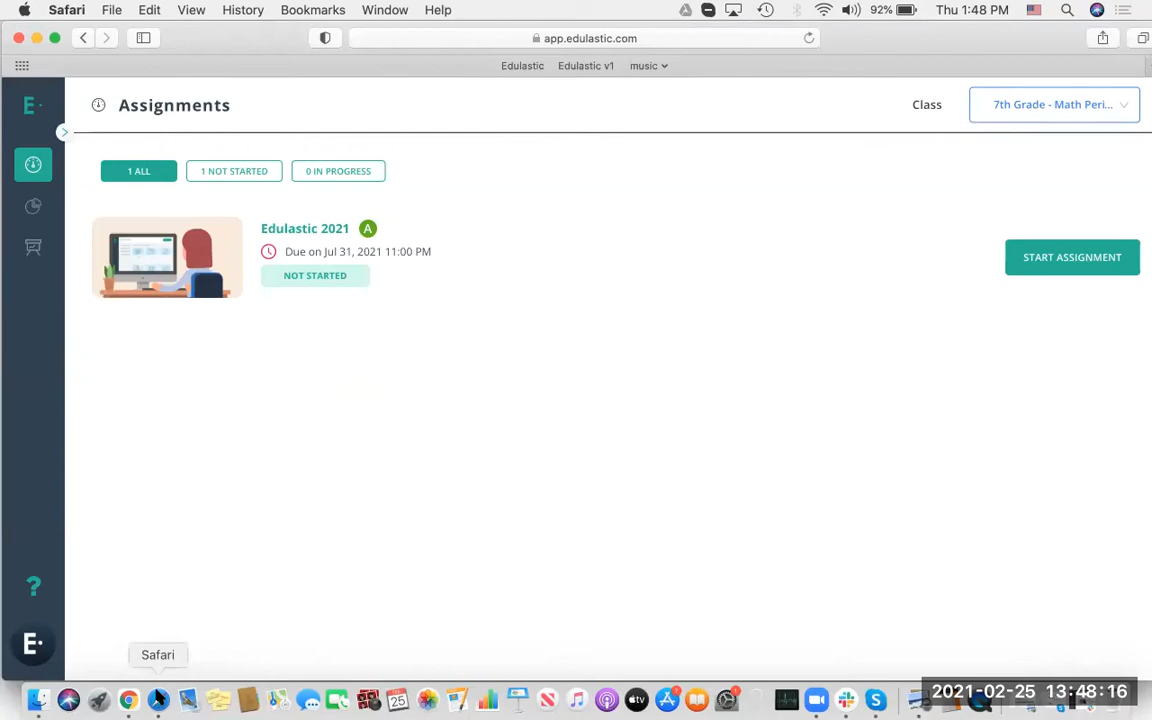 Safari File Edit View History Bookmarks Window Help 92% Thu 1:48 PM
app.edulastic.com
Edulastic Edulastic v1 music
E Assignments Class 7th Grade - Math Peri...
1 ALL 1 NOT STARTED 0 IN PROGRESS
Edulastic 2021 A
Due on Jul 31, 2021 11:00 PM
NOT STARTED
START ASSIGNMENT
?
E
Safari
25
2021-02-25 13:48:16